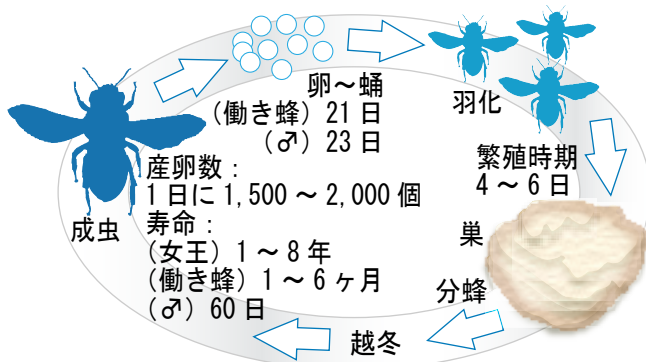 卵～蛹
(働き蜂) 21 日
(♂) 23 日
羽化
繁殖時期
4 ～ 6 日
産卵数：
1 日に 1,500 ～ 2,000 個
寿命：
(女王) 1 ～ 8 年
(働き蜂) 1 ～ 6 ヶ月
(♂) 60 日
成虫
巣
分蜂
越冬